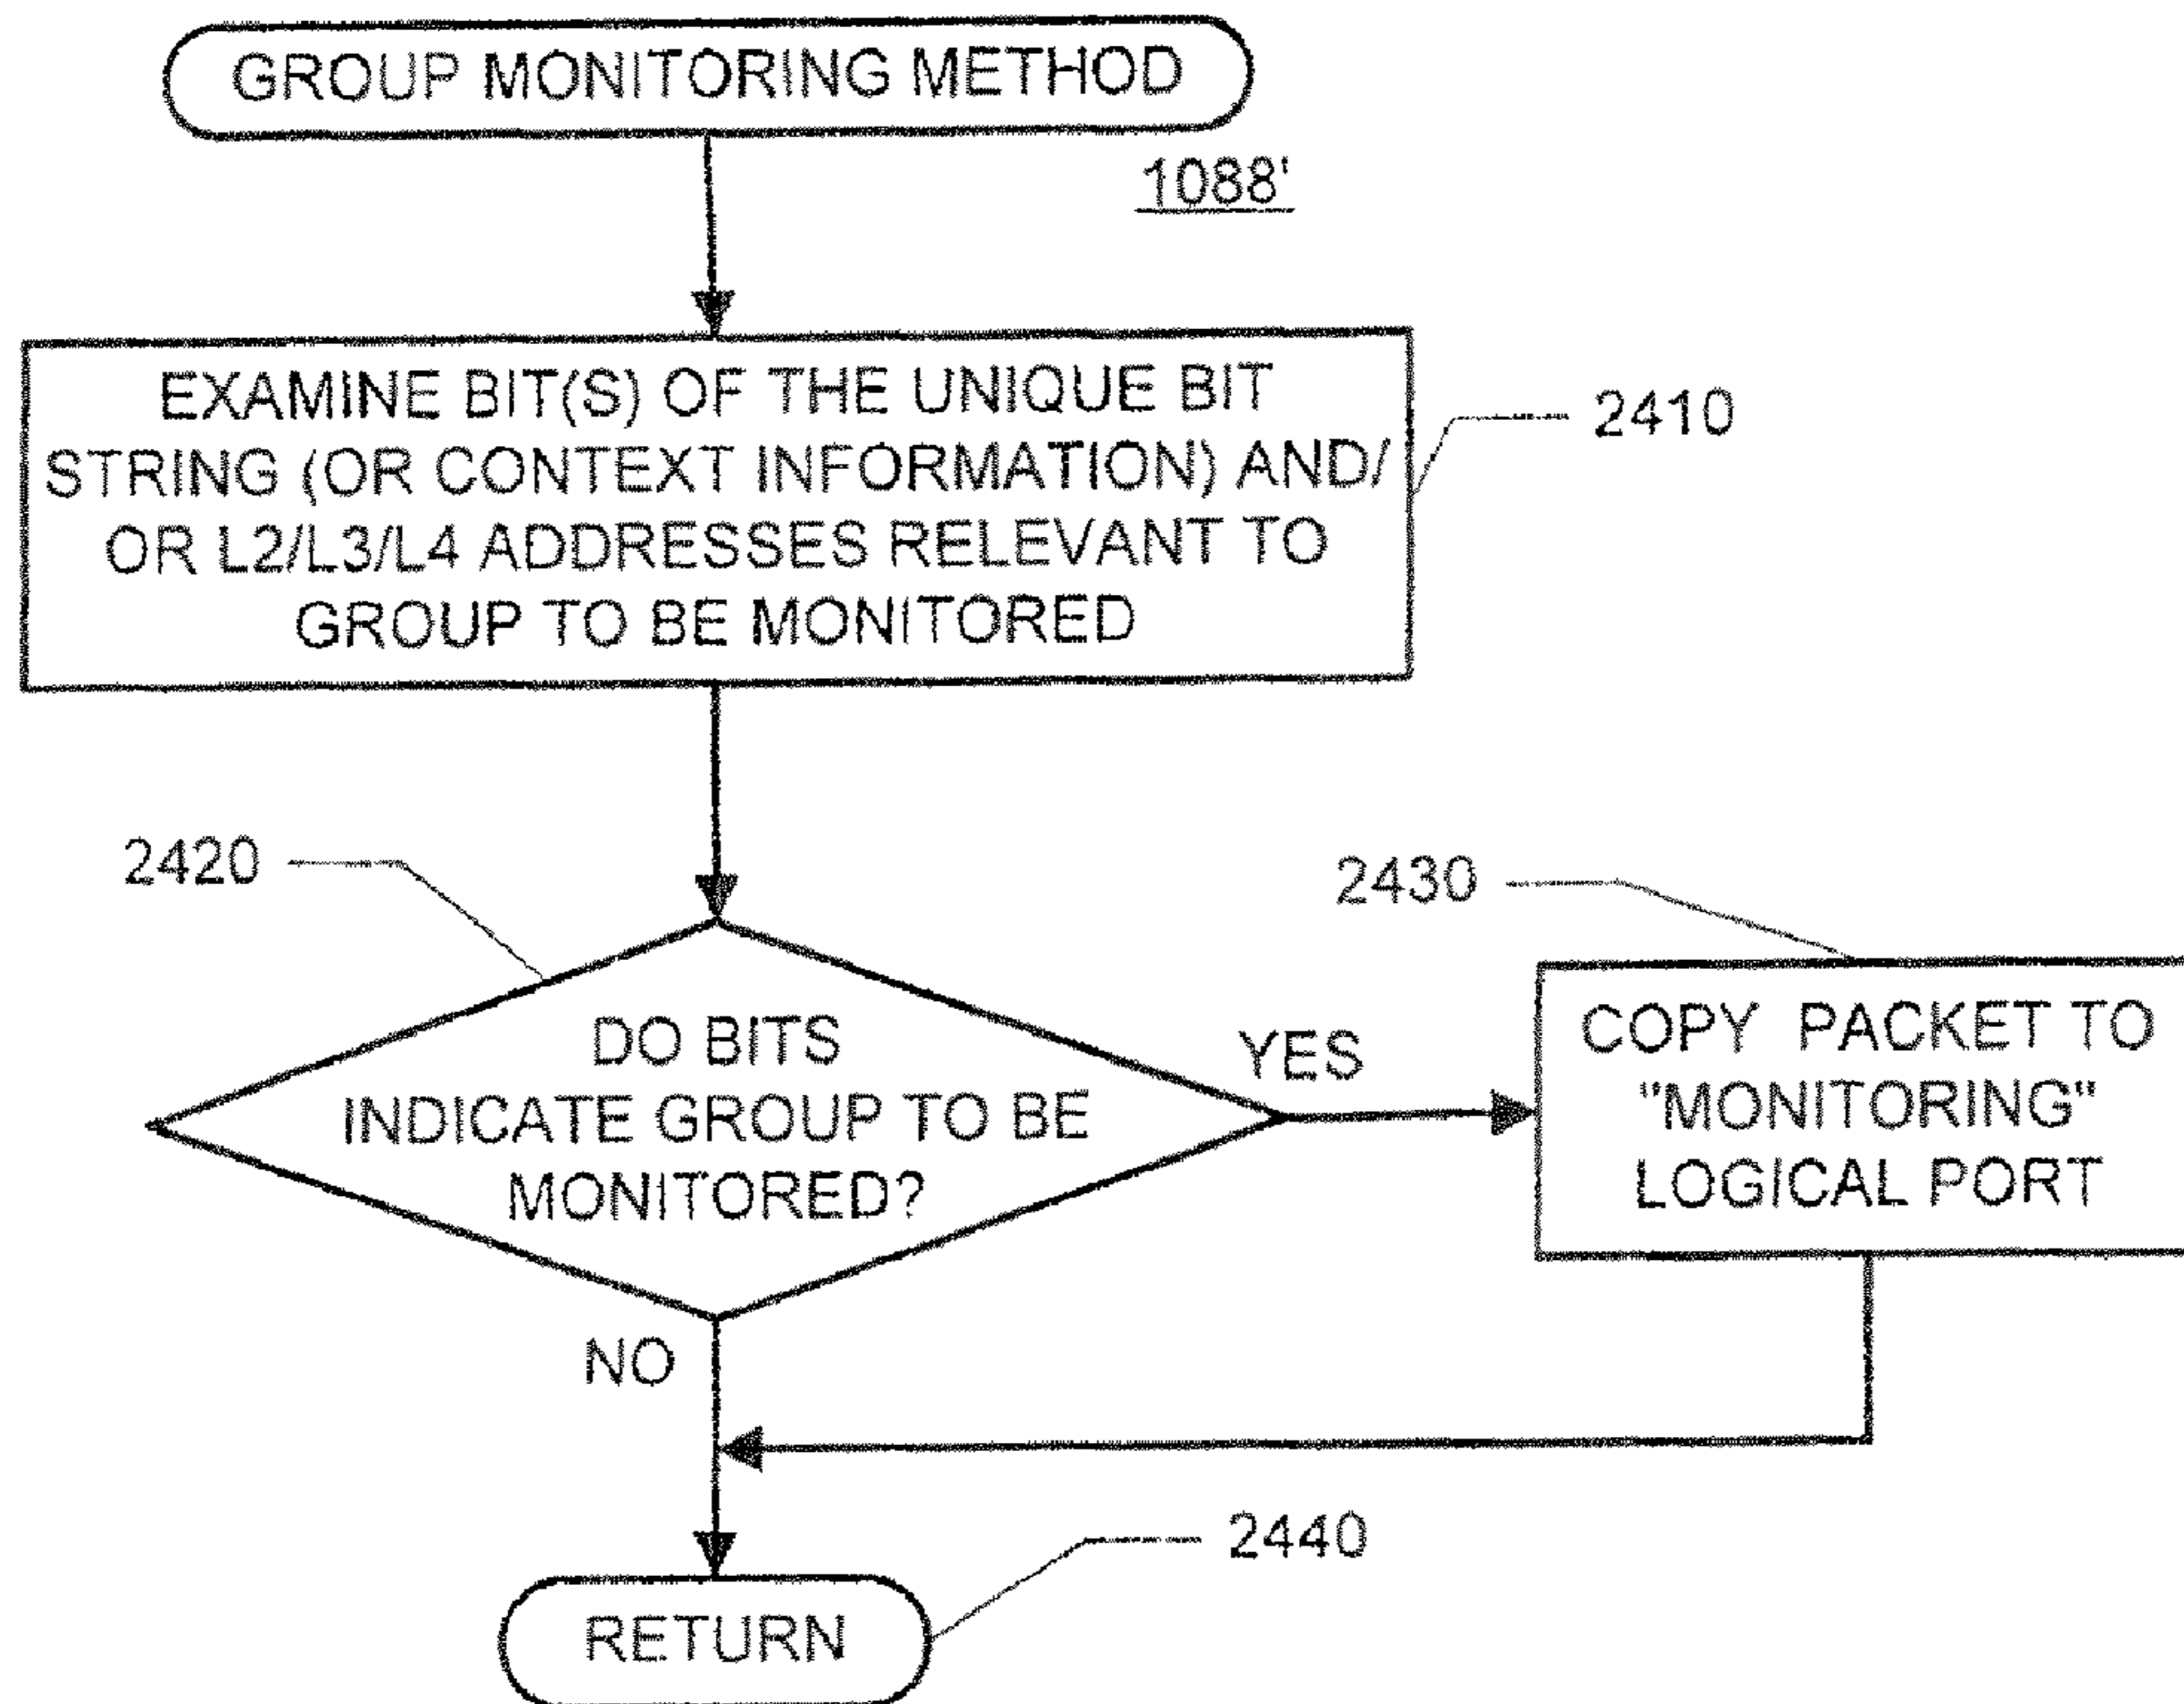 GROUP MONITORING METHOD
1088'
EXAMINE BIT(S) OF THE UNIQUE BIT
STRING (OR CONTEXT INFORMATION) AND/
OR L2/L3/L4 ADDRESSES RELEVANT TO
GROUP TO BE MONITORED
2410
2420
2430
DO BITS
INDICATE GROUP TO BE
MONITORED?
YES
COPY PACKET TO
"MONITORING"
LOGICAL PORT
NO
2440
RETURN